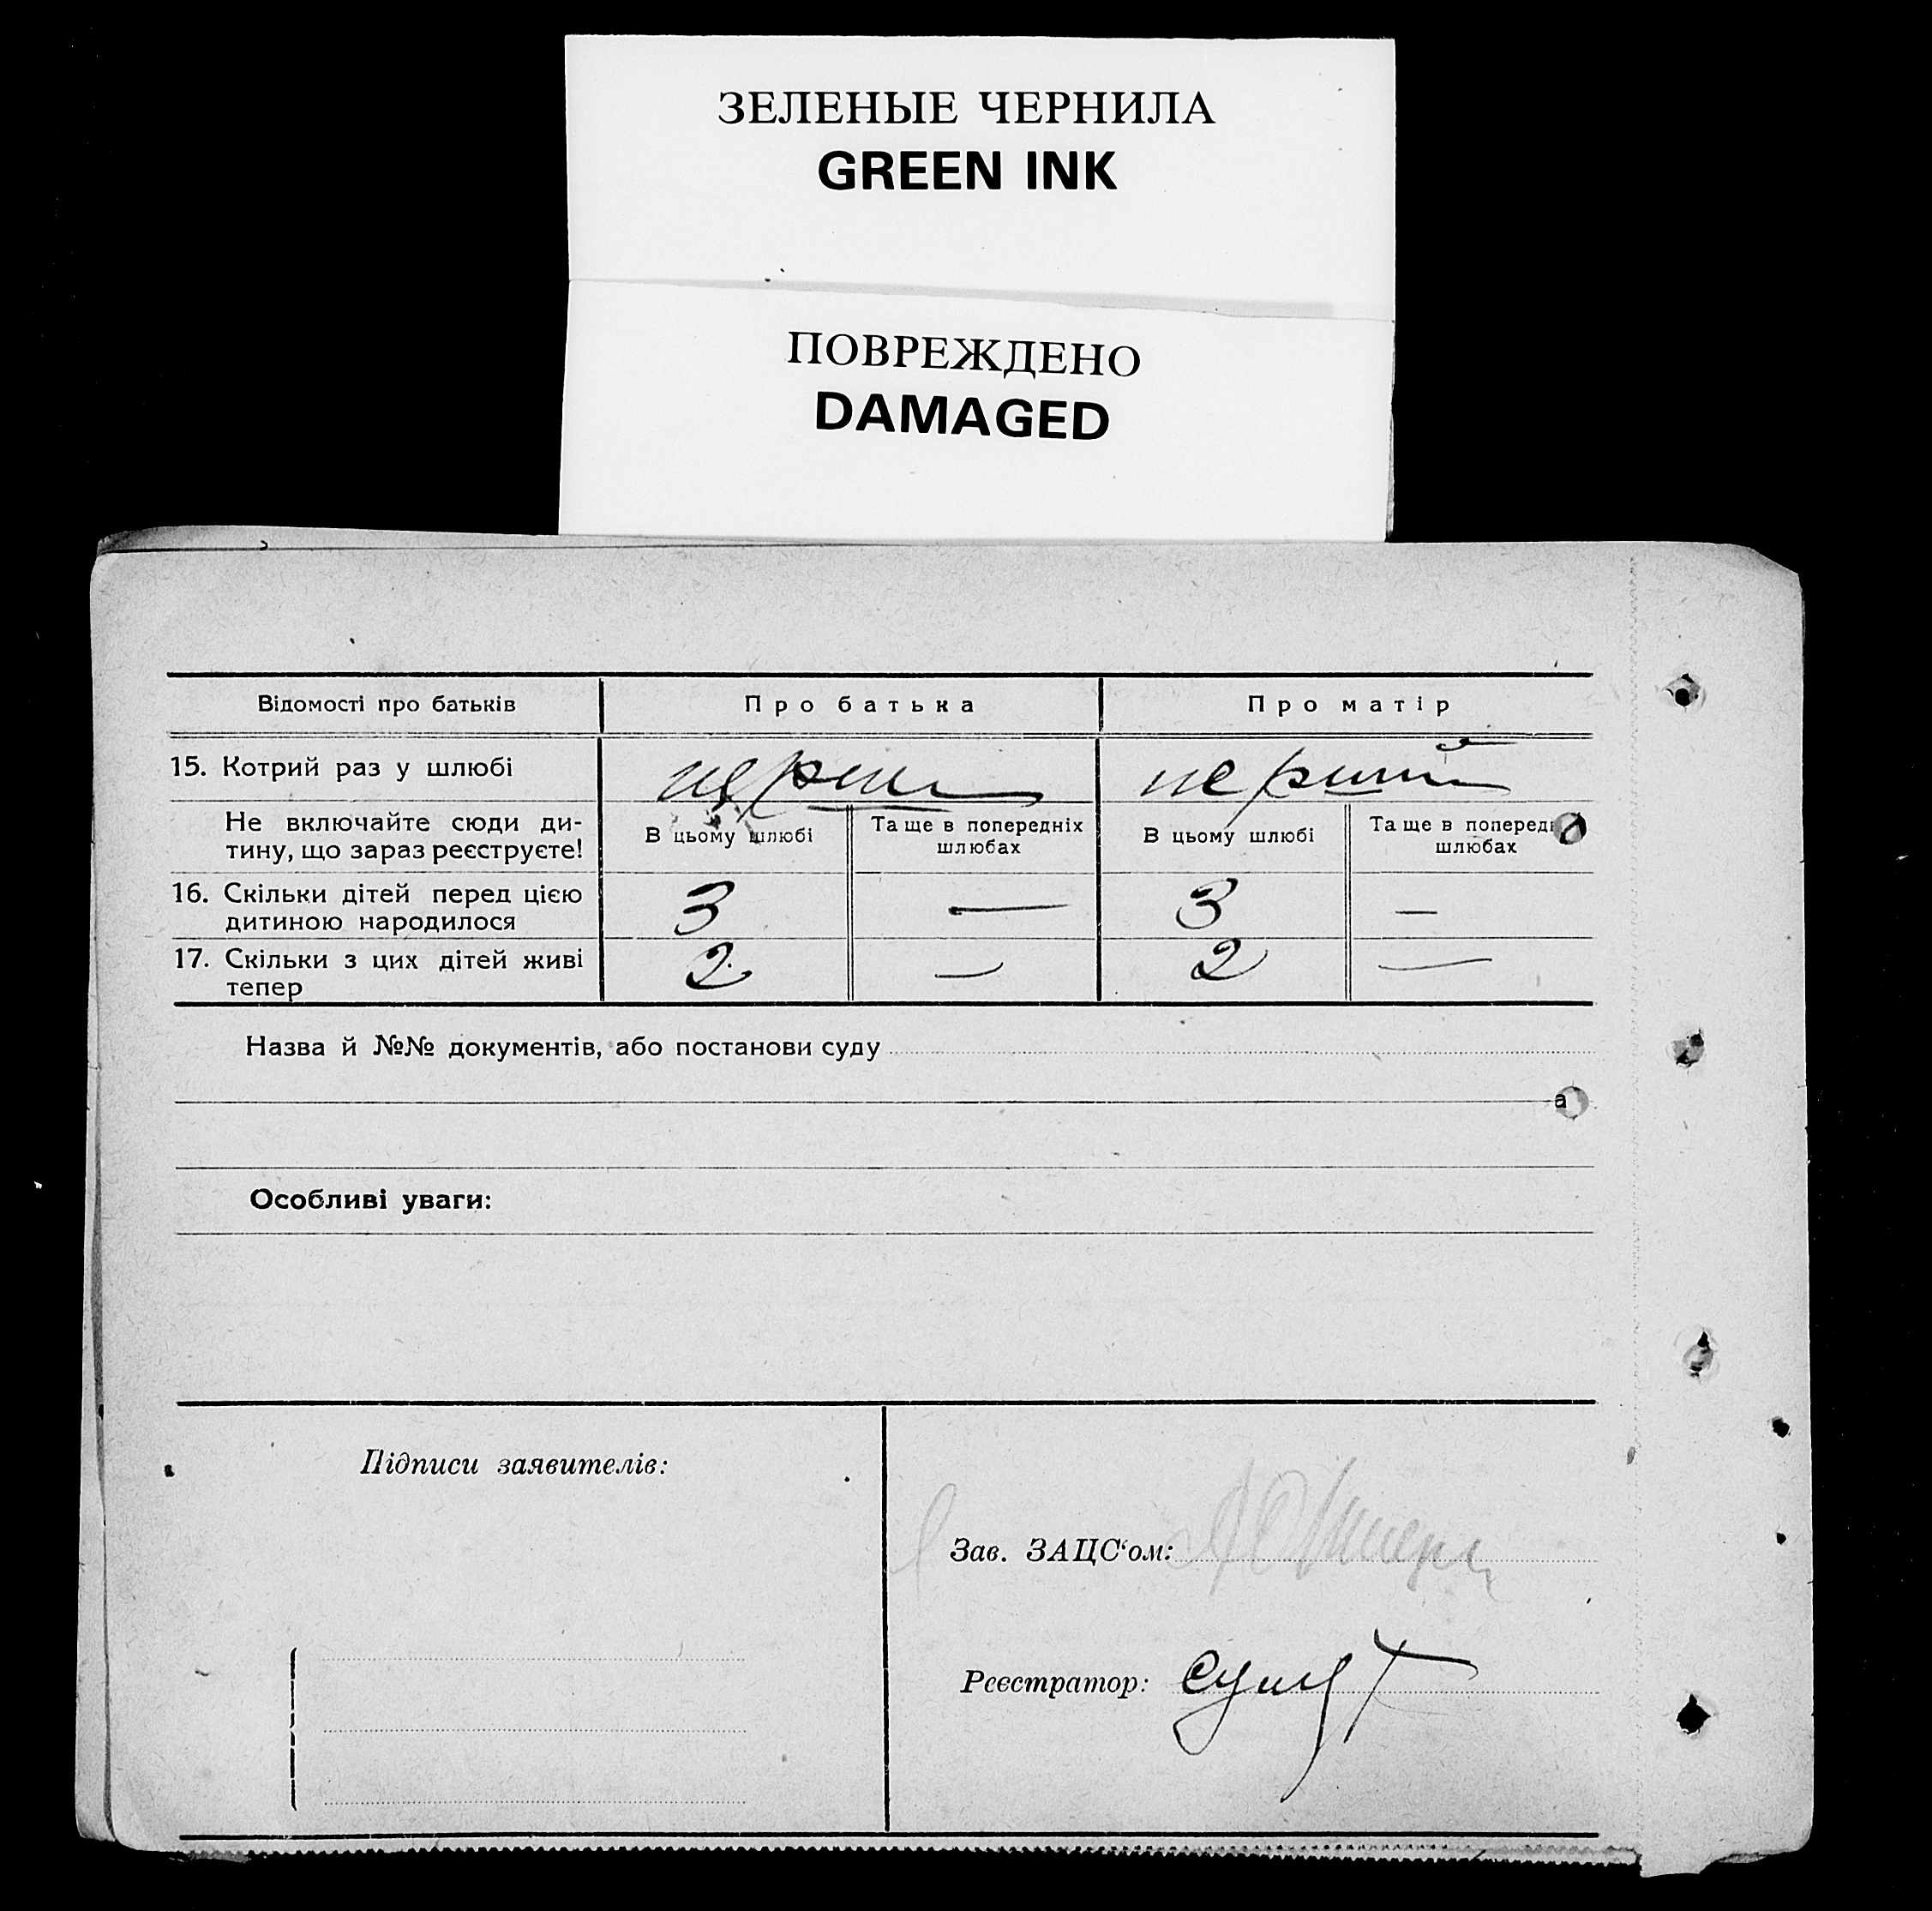 ЗЕЛЕНЫЕ ЧЕРНИЛА
GREEN INK
ПОВРЕЖДЕНО
DAMAGED
Відомості про батьків Про батька Про матір
15. Котрий раз у шлюбі перший
Не включайте сюди ди-
тину, що зараз реєструєте!
В цьому шлюбі
Та ще в попередніх
шлюбах
В цьому шлюбі
Та ще в
шлюбах
16. Скільки дітей перед цією
дитиною народилося
3 — 3 —
17. Скільки з цих дітей живі
тепер
2 — 2 —
Назва й №№ документів, або постанови суду
а
Особливі уваги:
Підписи заявителів:
Зав. ЗАЦС'ом:
Реєстратор: